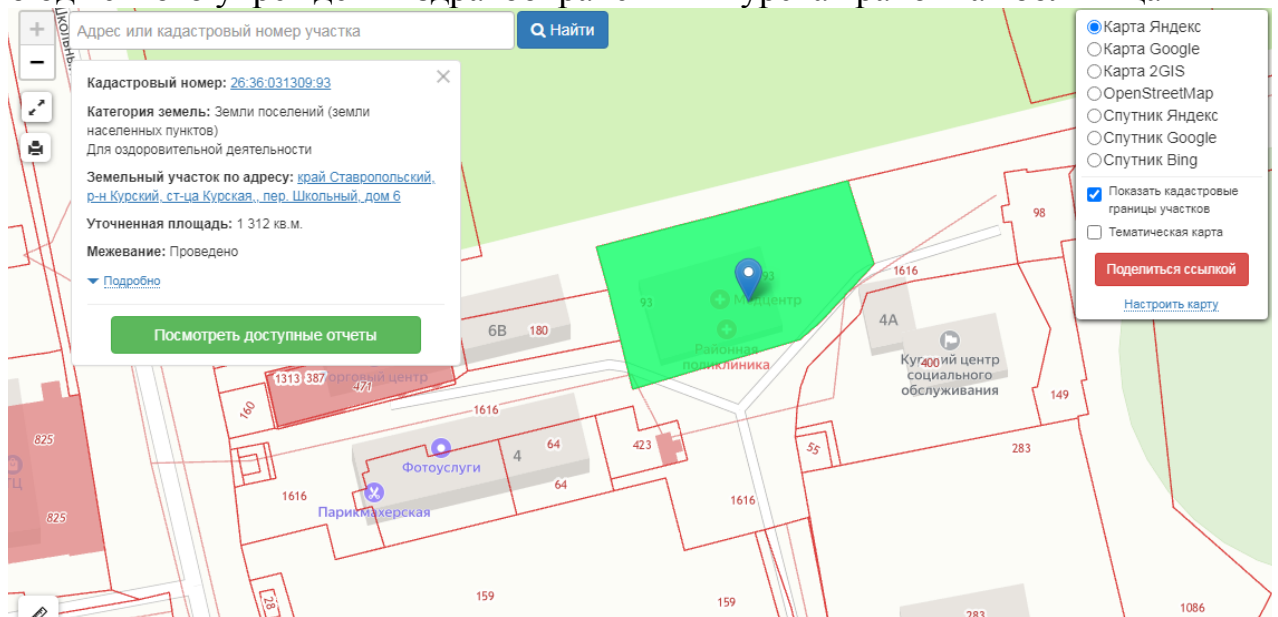 Адрес или кадастровый номер участка
Найти
Кадастровый номер: 26:36:031309:93
Категория земель: Земли поселений (земли
населенных пунктов)
Для оздоровительной деятельности
Земельный участок по адресу: край Ставропольский,
р-н Курский, ст-ца Курская,, пер. Школьный, дом 6
Уточненная площадь: 1 312 кв.м.
Межевание: Проведено
Подробно
Посмотреть доступные отчеты
Карта Яндекс
Карта Google
Карта 2GIS
OpenStreetMap
Спутник Яндекс
Спутник Google
Спутник Bing
Показать кадастровые
границы участков
Тематическая карта
Поделиться ссылкой
Настроить карту
98
1616
93
93
Медцентр
Районная
поликлиника
6В
180
4А
400
центр
социального
обслуживания
149
1313
387
471
центр
160
1616
825
Фотоуслуги
4
64
423
55
283
64
1616
1616
Парикмахерская
825
159
159
28
283
1086